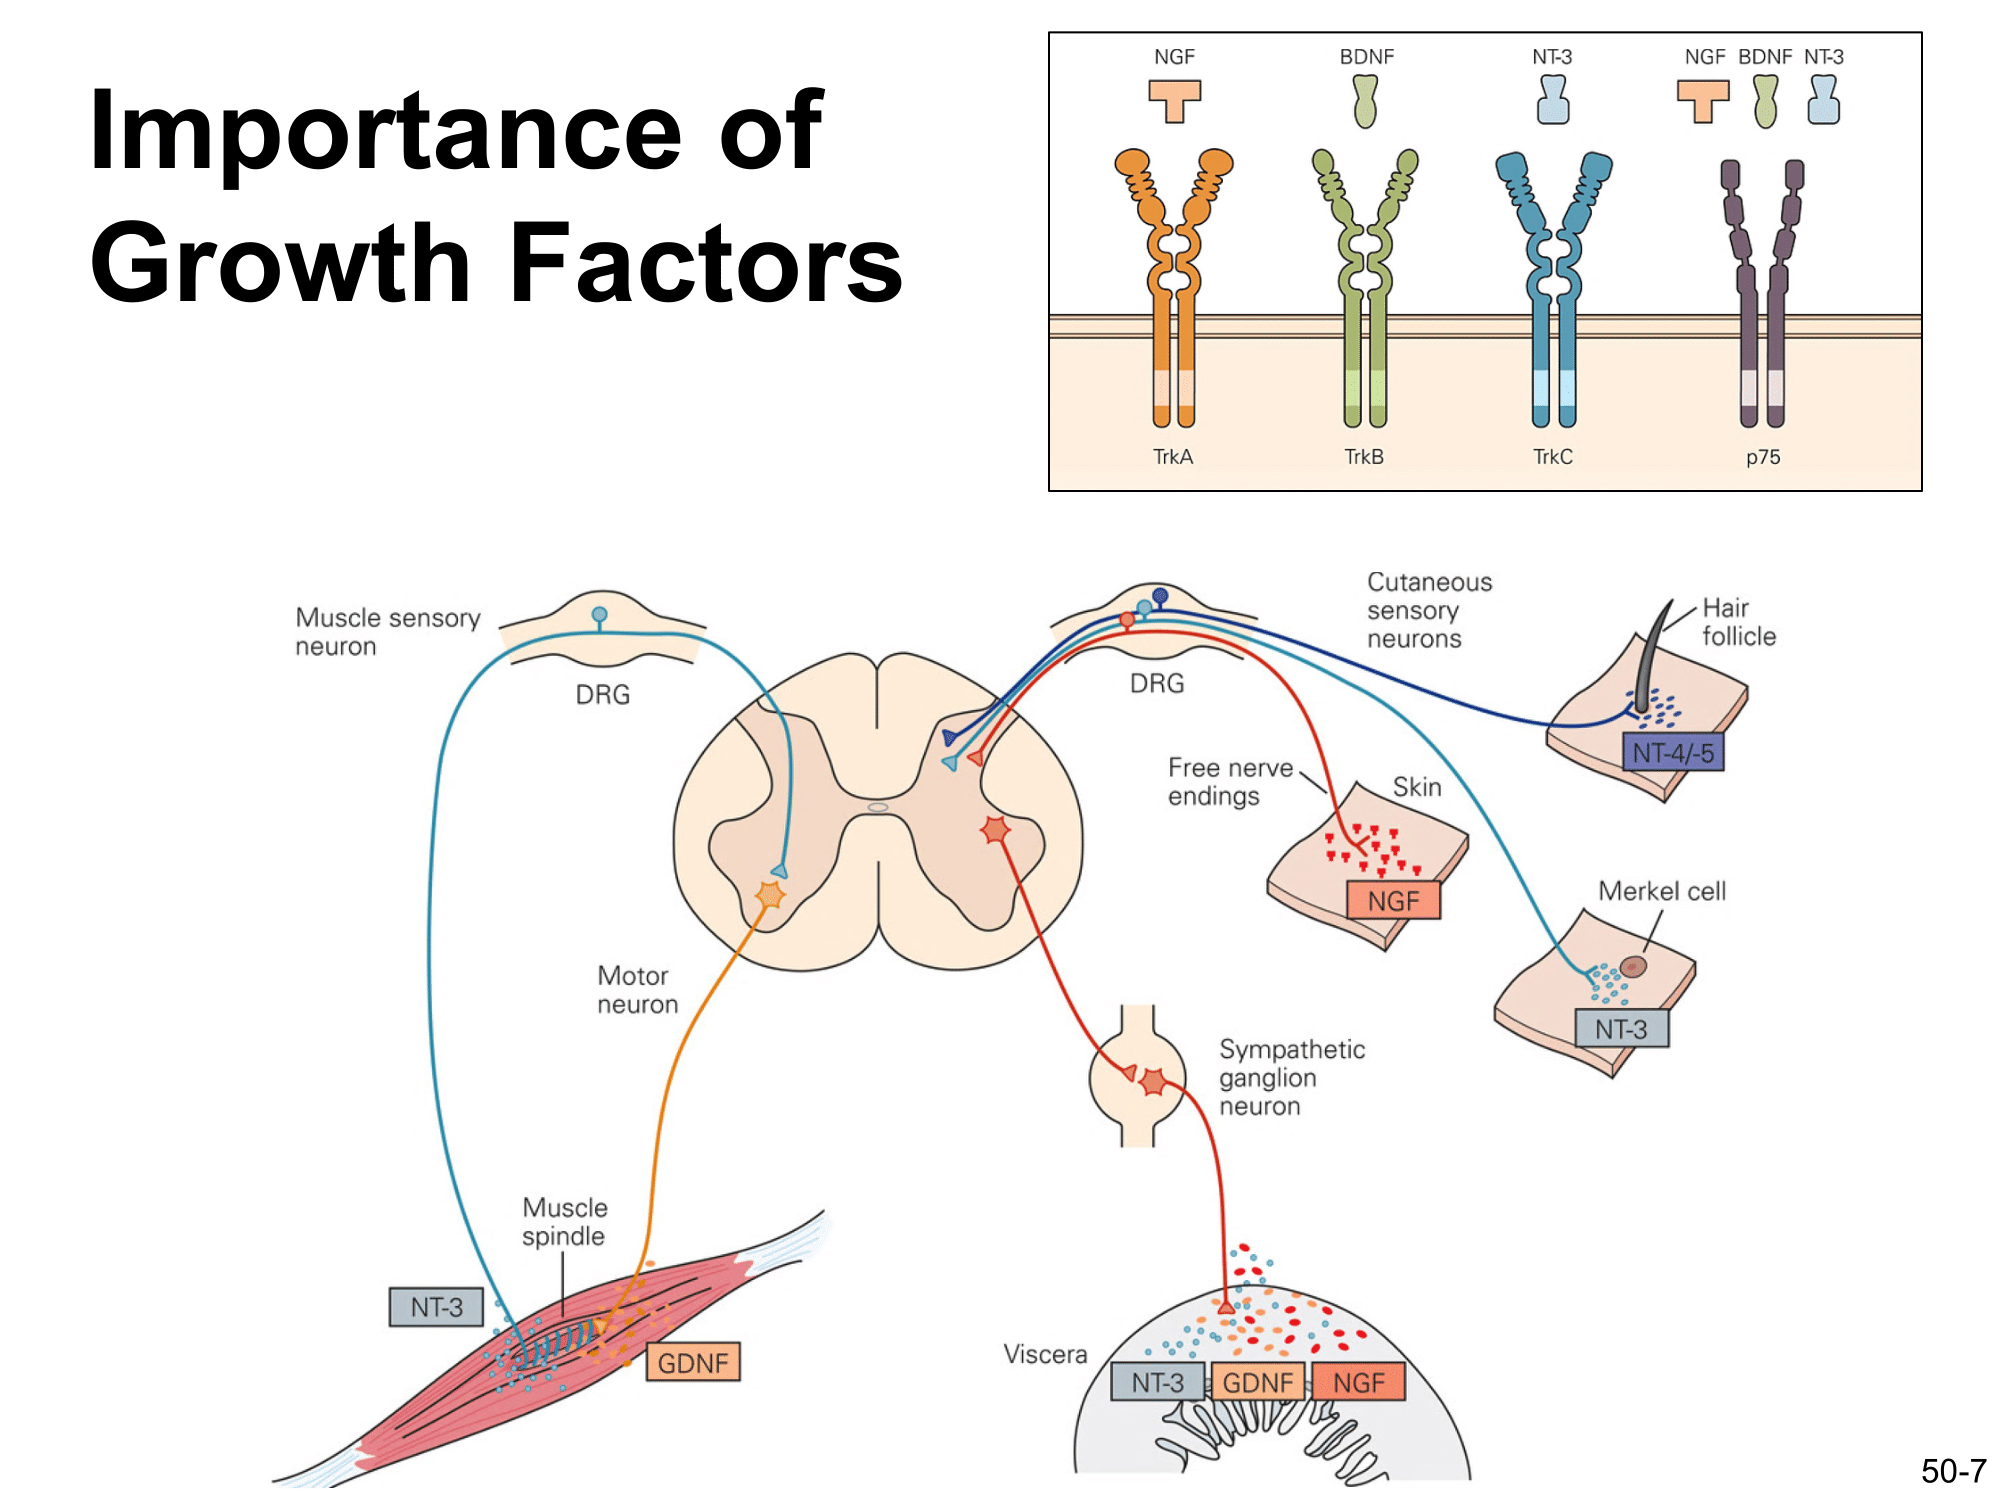 Importance of
Growth Factors
NGF
BDNF
NT-3
NGF BDNF NT-3
TrkA
TrkB
TrkC
p75
Muscle sensory
neuron
DRG
DRG
Cutaneous
sensory
neurons
Hair
follicle
NT-4/-5
Free nerve
endings
Skin
NGF
Merkel cell
NT-3
Motor
neuron
Sympathetic
ganglion
neuron
Muscle
spindle
NT-3
GDNF
Viscera
NT-3
GDNF
NGF
50-7